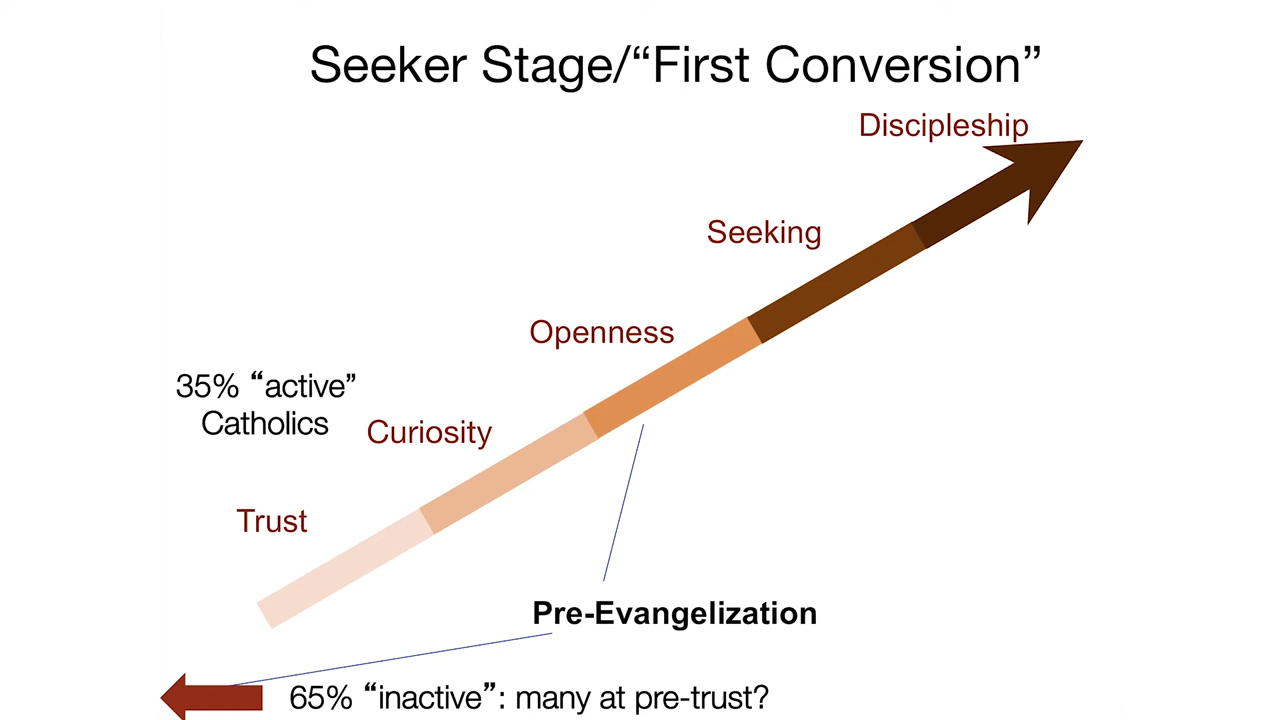 Seeker Stage/“First Conversion”
Discipleship
Seeking
Openness
35% “active”
Catholics
Curiosity
Trust
Pre-Evangelization
65% “inactive”: many at pre-trust?